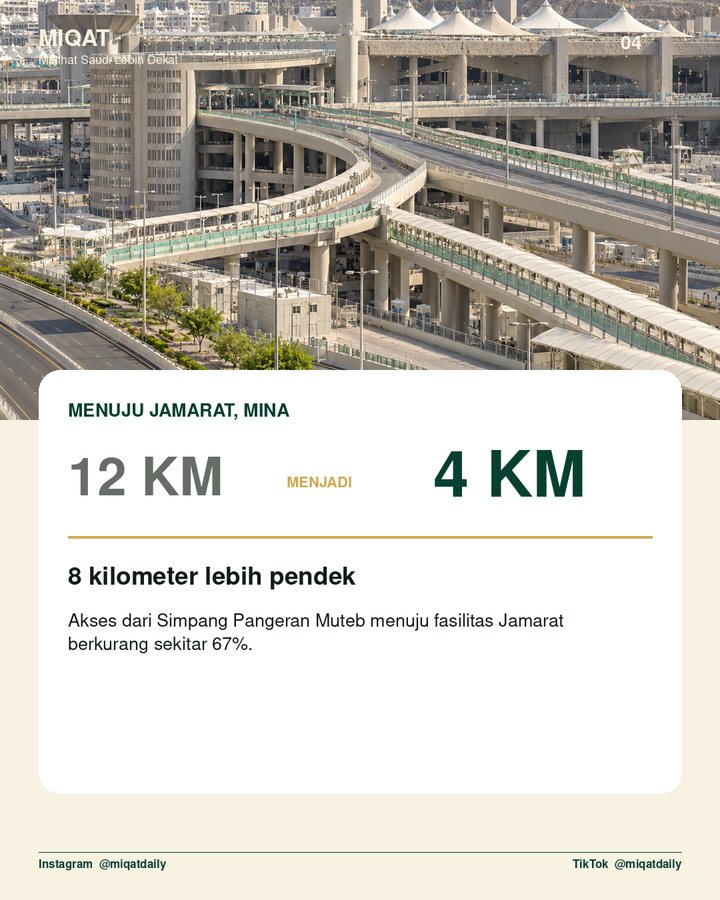 MIQAT
Melihat Saudi Lebih Dekat
04
MENUJU JAMARAT, MINA
12 KM MENJADI 4 KM
8 kilometer lebih pendek
Akses dari Simpang Pangeran Muteb menuju fasilitas Jamarat
berkurang sekitar 67%.
Instagram @miqatdaily
TikTok @miqatdaily